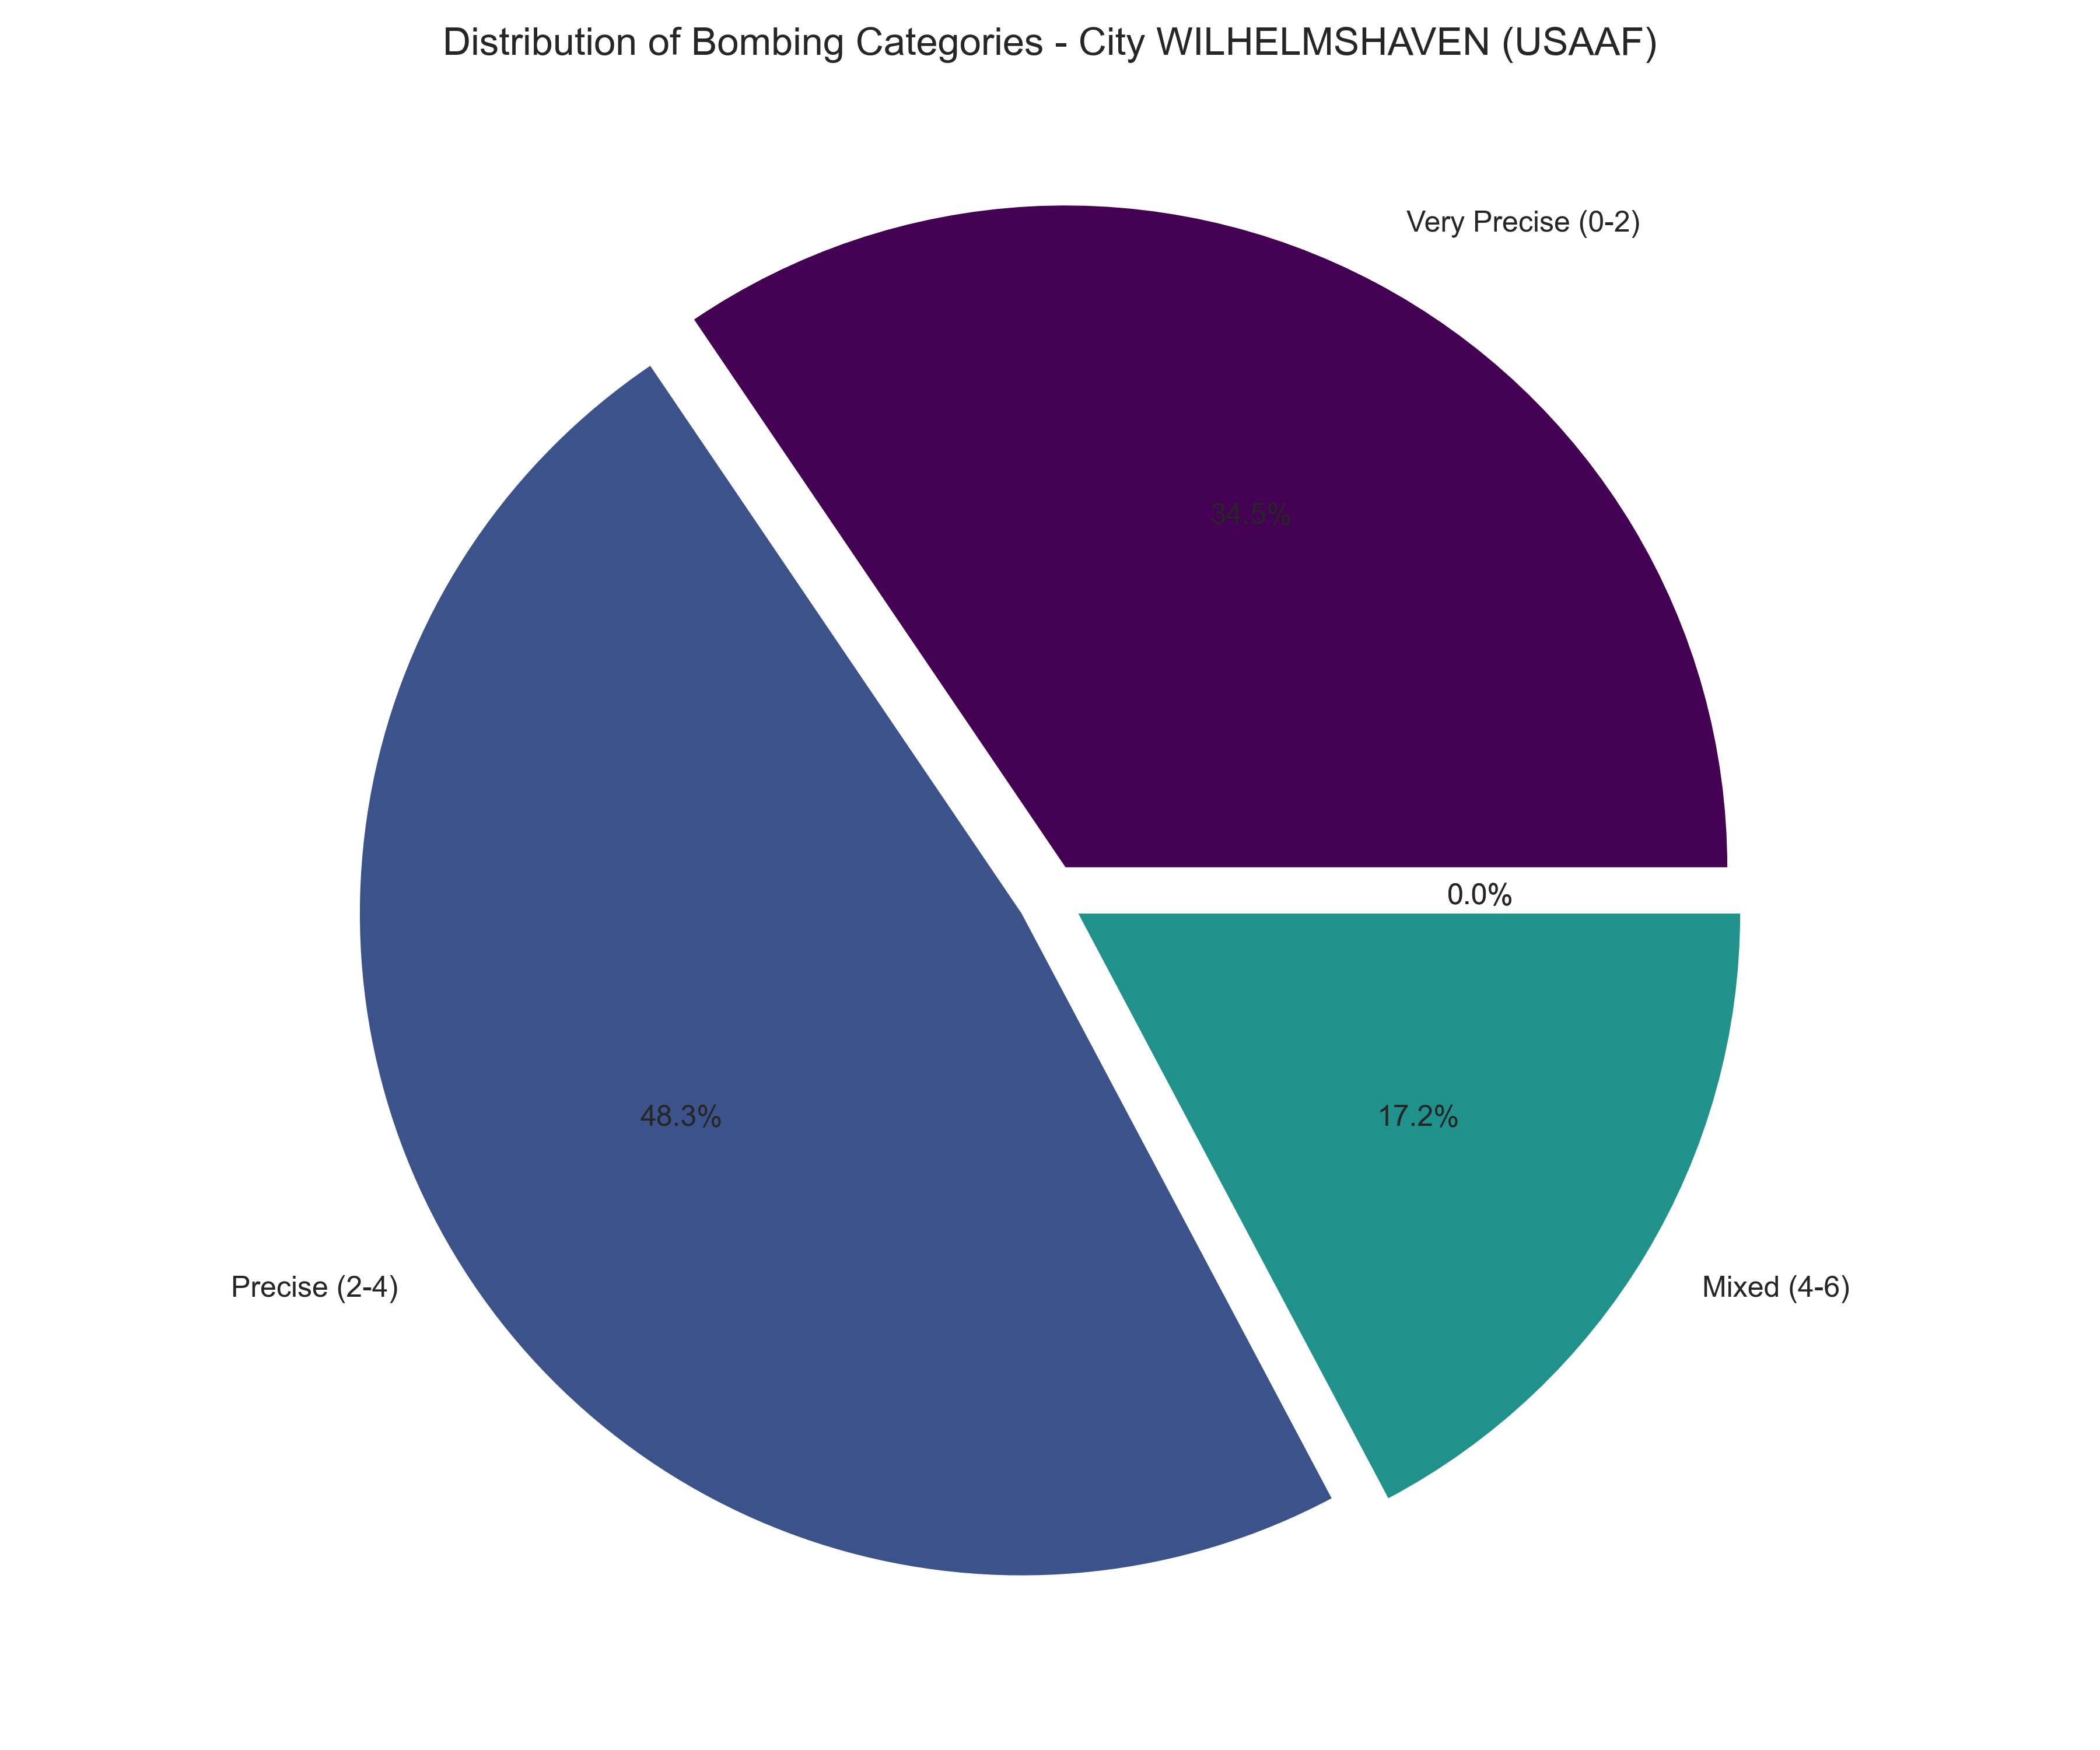 Distribution of Bombing Categories - City WILHELMSHAVEN (USAAF)
Very Precise (0-2)
34.5%
0.0%
48.3%
17.2%
Precise (2-4)
Mixed (4-6)